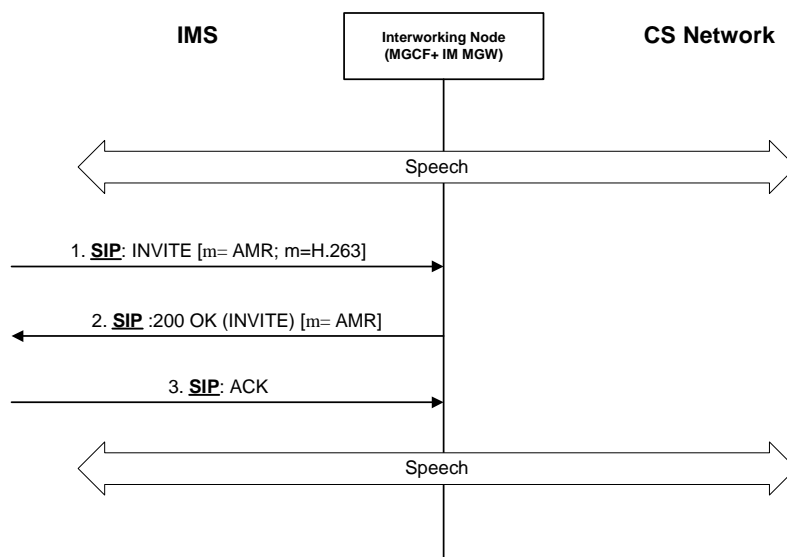 IMS
Interworking Node
(MGCF+ IM MGW)
CS Network
Speech
1. SIP: INVITE [m= AMR; m=H.263]
2. SIP :200 OK (INVITE) [m= AMR]
3. SIP: ACK
Speech